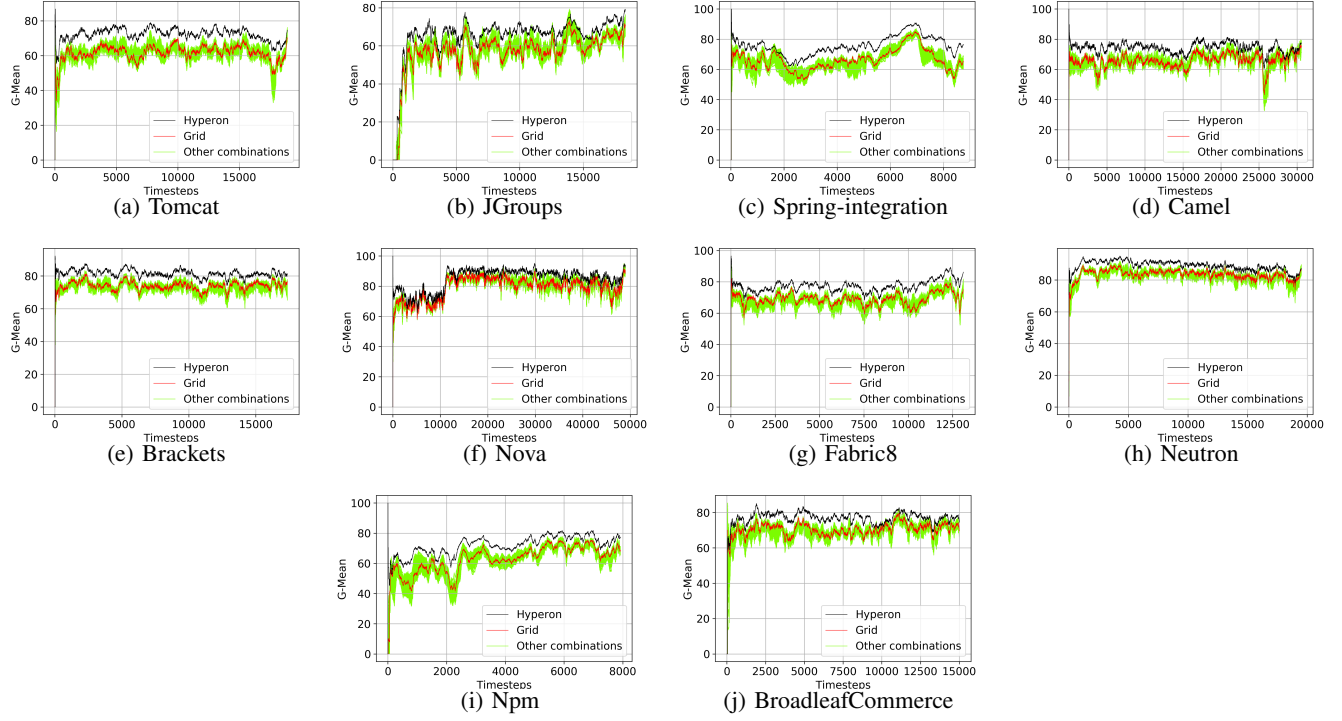 G-Mean
80
60
40
20
0
0
5000
10000
15000
Timesteps
Hyperon
Grid
Other combinations
(a) Tomcat
80
60
40
20
0
0
5000
10000
15000
Timesteps
Hyperon
Grid
Other combinations
(b) JGroups
G-Mean
100
80
60
40
20
0
0
2000
4000
6000
8000
Timesteps
Hyperon
Grid
Other combinations
(c) Spring-integration
G-Mean
100
80
60
40
20
0
0
5000
10000
15000
20000
25000
30000
Timesteps
Hyperon
Grid
Other combinations
(d) Camel
G-Mean
80
60
40
20
0
0
5000
10000
15000
Timesteps
Hyperon
Grid
Other combinations
(e) Brackets
G-Mean
100
80
60
40
20
0
0
10000
20000
30000
40000
50000
Timesteps
Hyperon
Grid
Other combinations
(f) Nova
G-Mean
100
80
60
40
20
0
0
2500
5000
7500
10000
12500
Timesteps
Hyperon
Grid
Other combinations
(g) Fabric8
G-Mean
80
60
40
20
0
0
5000
10000
15000
20000
Timesteps
Hyperon
Grid
Other combinations
(h) Neutron
G-Mean
100
80
60
40
20
0
0
2000
4000
6000
8000
Timesteps
Hyperon
Grid
Other combinations
(i) Npm
G-Mean
80
60
40
20
0
0
2500
5000
7500
10000
12500
15000
Timesteps
Hyperon
Grid
Other combinations
(j) BroadleafCommerce